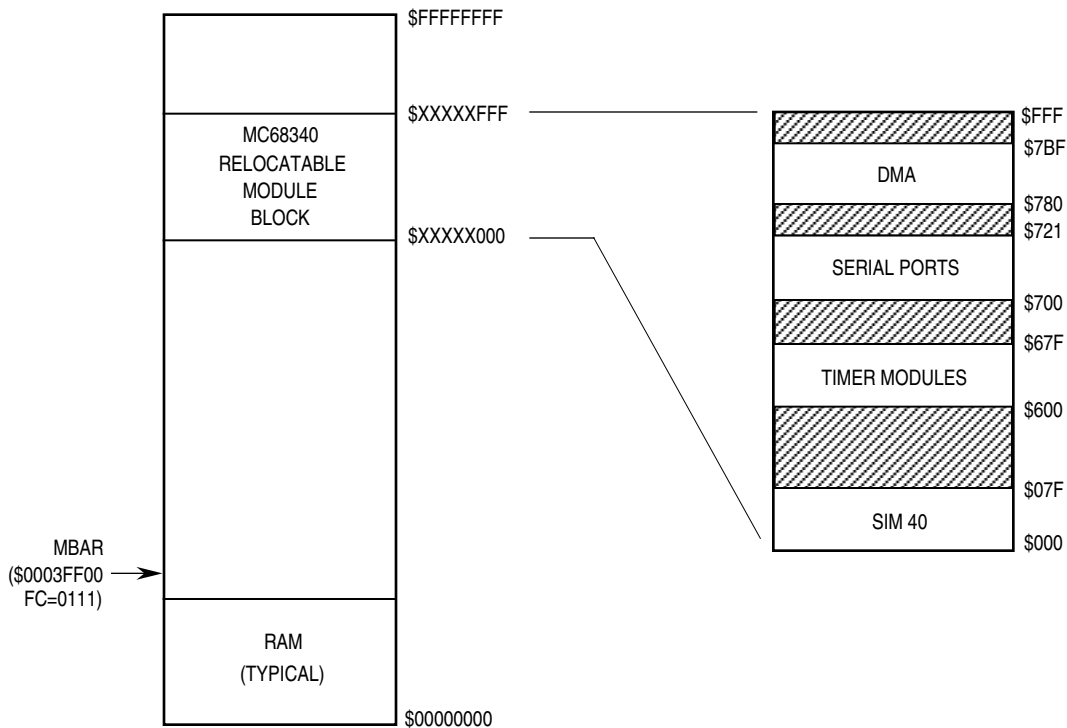 $FFFFFFFF
$XXXXXFFF
MC68340
RELOCATABLE
MODULE
BLOCK
$XXXXX000
MBAR
($0003FF00
FC=0111)
RAM
(TYPICAL)
$00000000
$FFF
$7BF
DMA
$780
$721
SERIAL PORTS
$700
$67F
TIMER MODULES
$600
$07F
SIM 40
$000